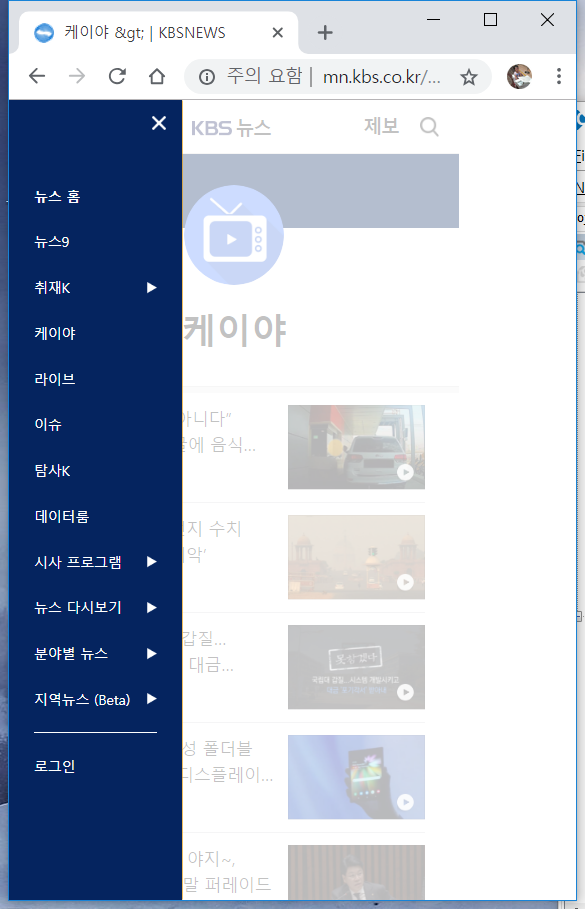 케이야 &gt; | KBSNEWS
주의 요함 | mn.kbs.co.kr/...
KBS 뉴스
제보
뉴스 홈
뉴스9
취재K
케이야
라이브
이슈
탐사K
데이터룸
시사 프로그램
뉴스 다시보기
분야별 뉴스
지역뉴스 (Beta)
로그인
케이야
아니다"
음식...
수치
갑질...
대금...
못참겠다
폴더블
디스플레이...
야지~,
말 퍼레이드